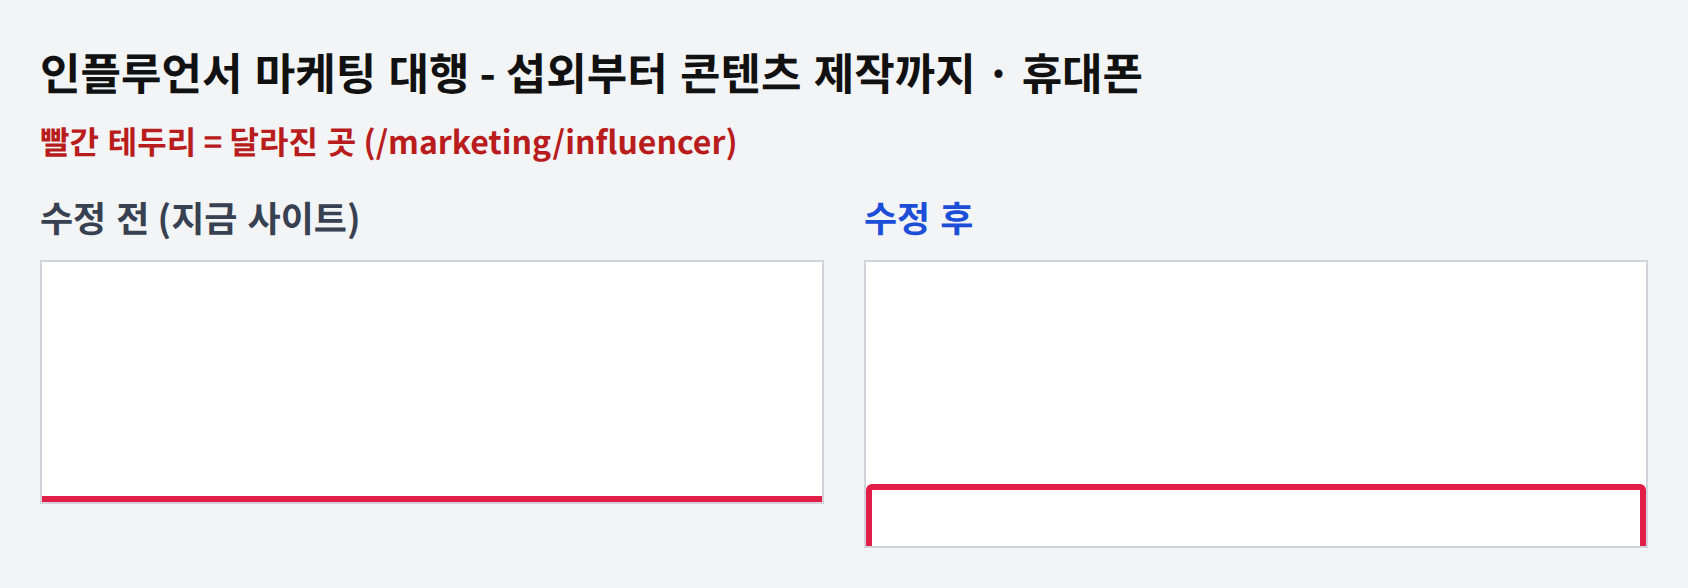 인플루언서 마케팅 대행 - 섭외부터 콘텐츠 제작까지 · 휴대폰
빨간 테두리 = 달라진 곳 (/marketing/influencer)
수정 전 (지금 사이트)
수정 후